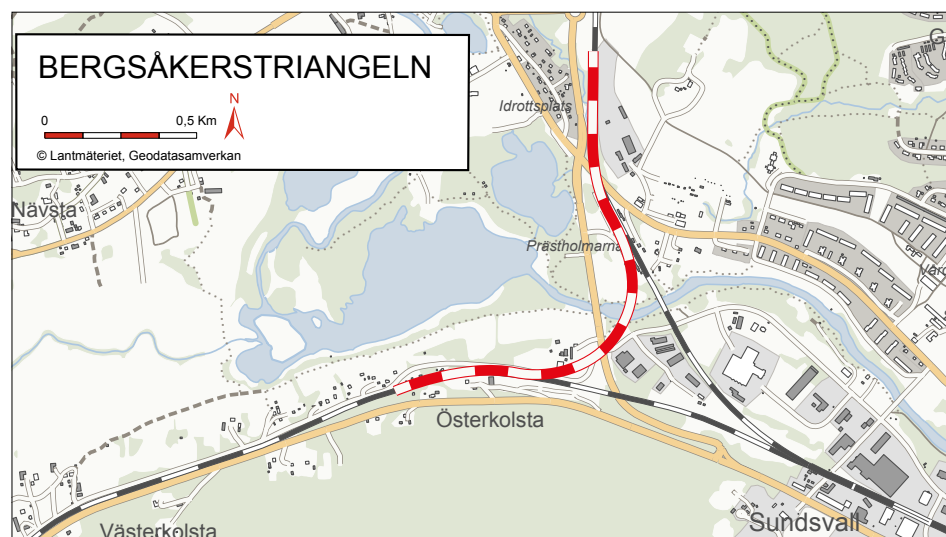 BERGSÅKERSTRIANGELN
N
0 0,5 Km
© Lantmäteriet, Geodatasamverkan
Idrottsplats
Nävsta
Prästholmarna
Österkolsta
Västerkolsta
Sundsvall